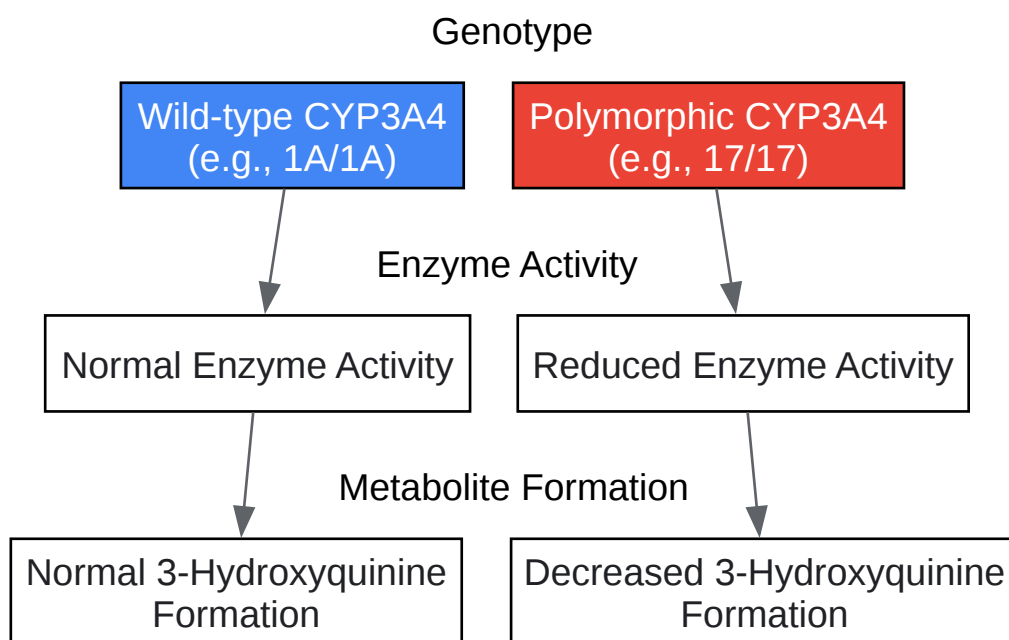 Genotype
Wild-type CYP3A4
(e.g., 1A/1A)
Polymorphic CYP3A4
(e.g., 17/17)
Enzyme Activity
Normal Enzyme Activity
Reduced Enzyme Activity
Metabolite Formation
Normal 3-Hydroxyquinine
Formation
Decreased 3-Hydroxyquinine
Formation